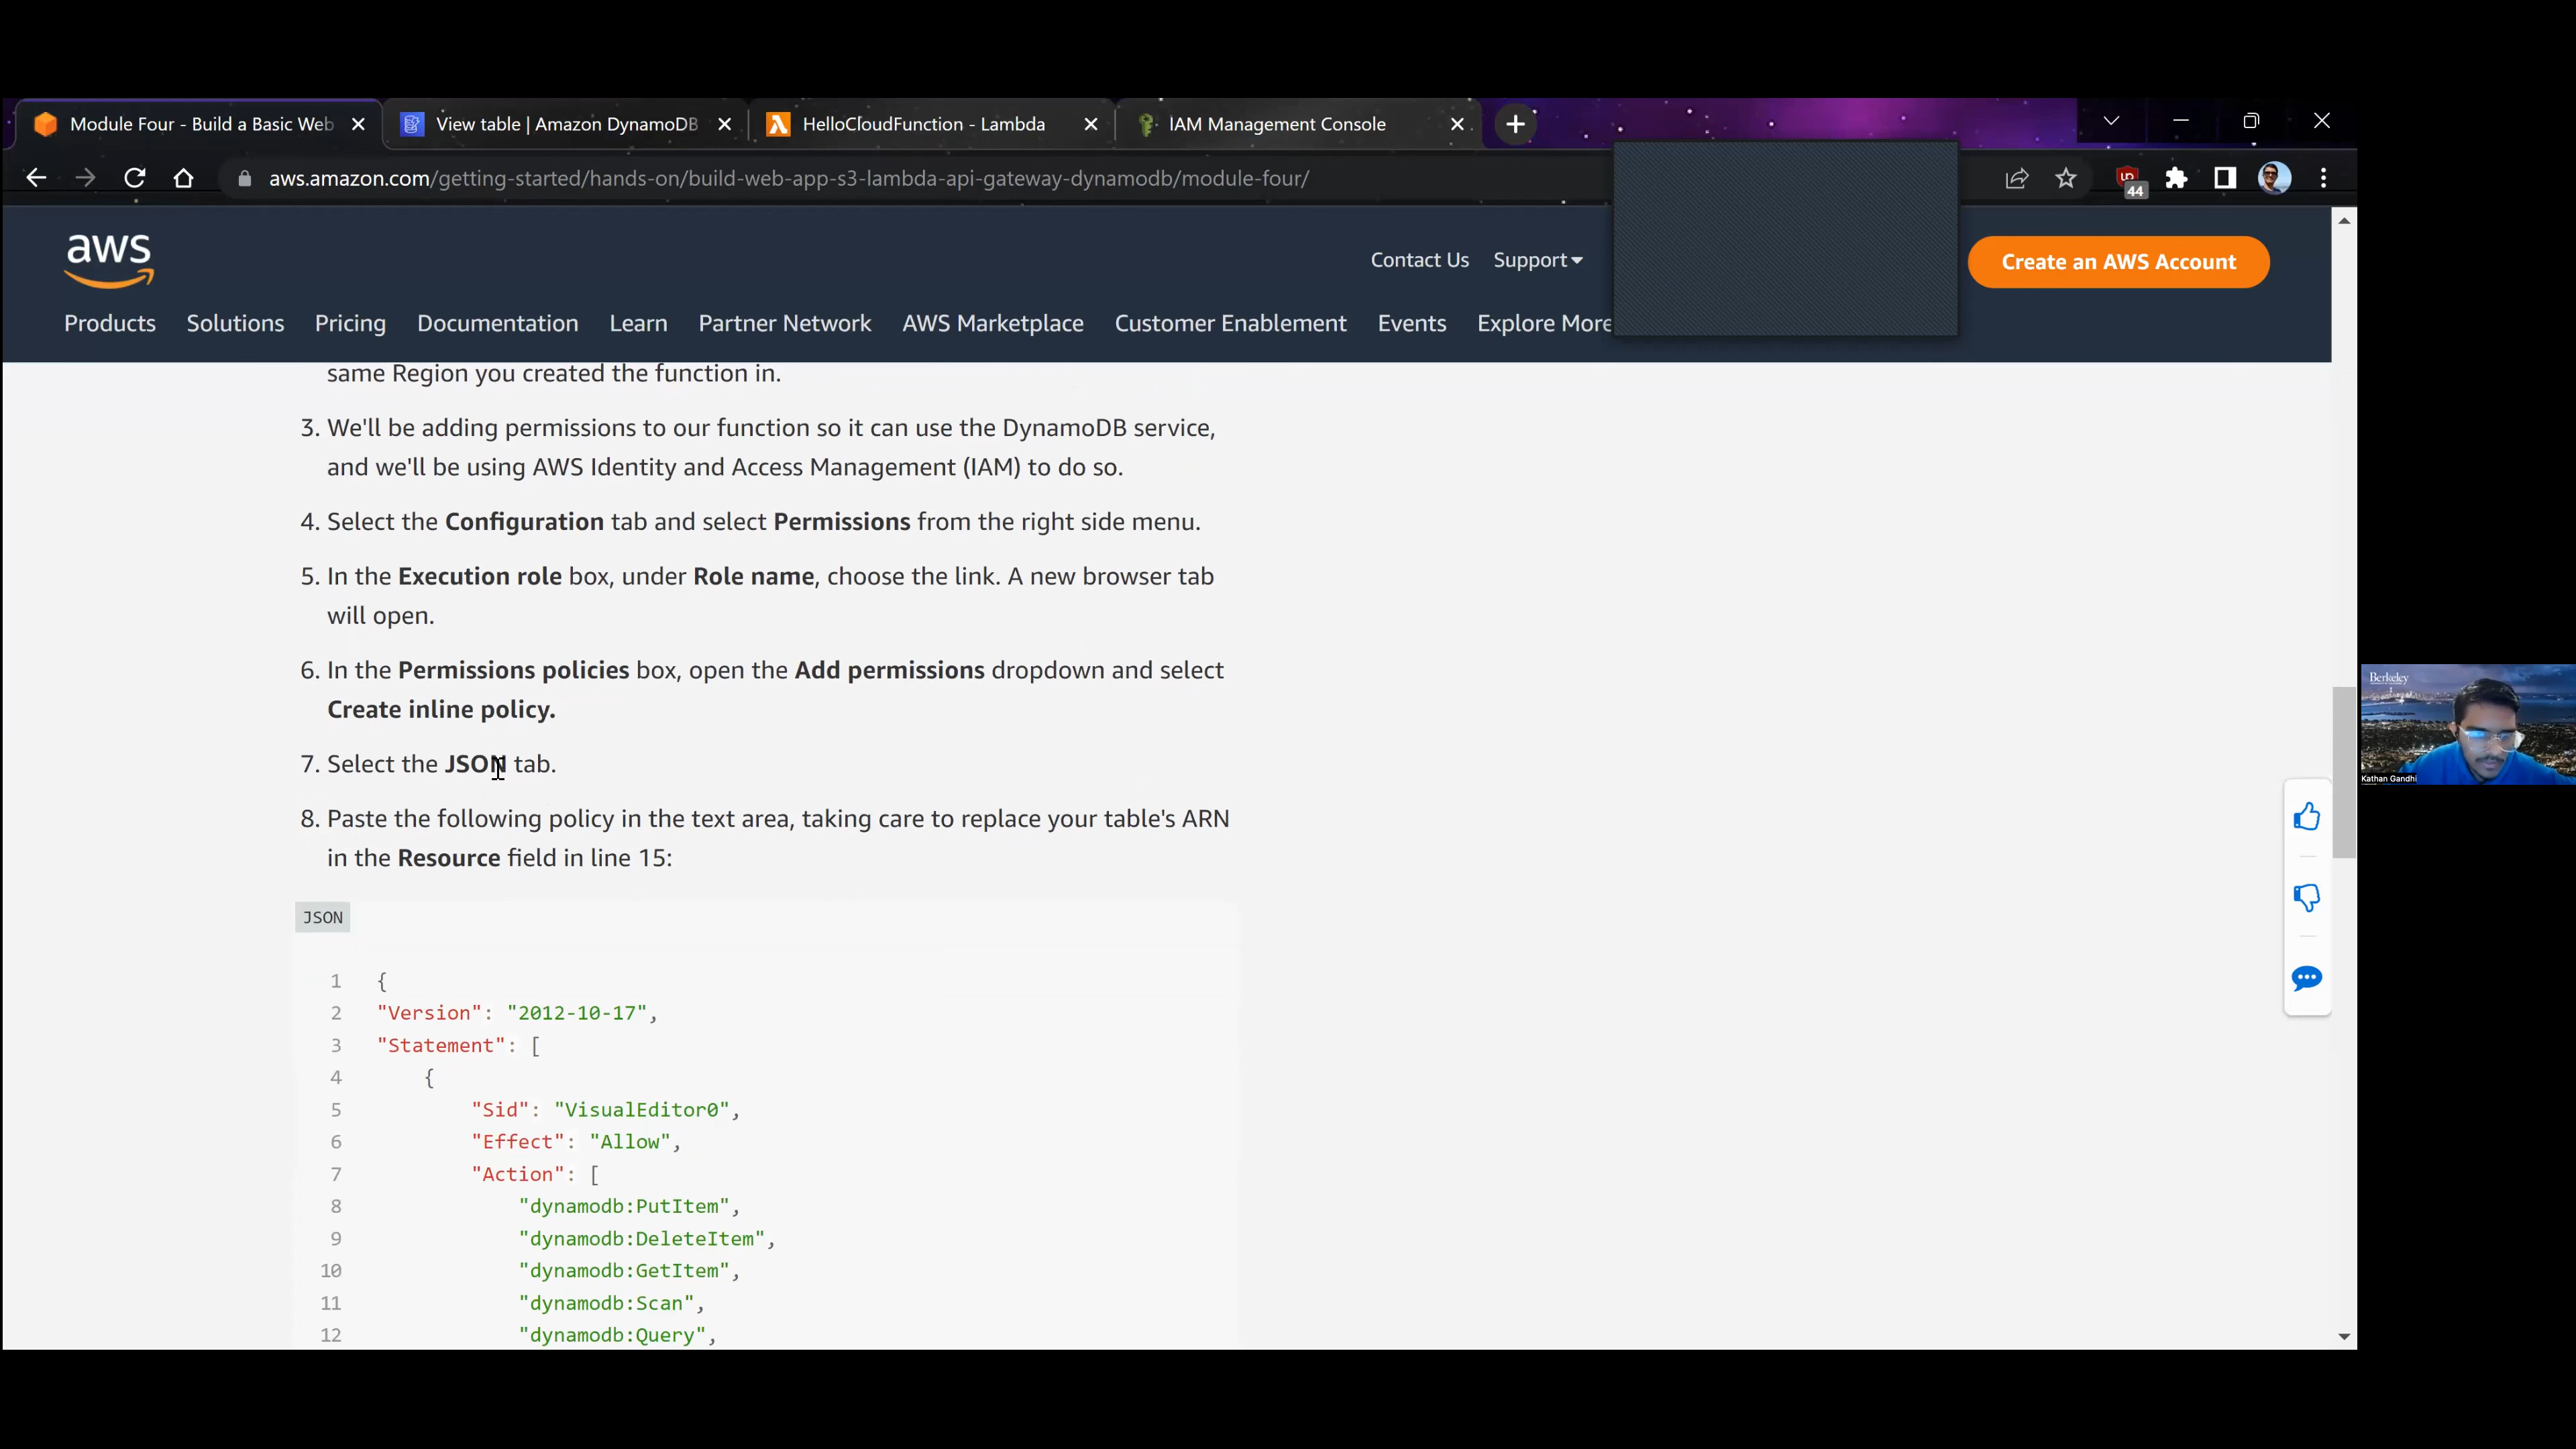 Module Four - Build a Basic Web
View table | Amazon DynamoDB
HelloCloudFunction - Lambda
IAM Management Console
aws.amazon.com/getting-started/hands-on/build-web-app-s3-lambda-api-gateway-dynamodb/module-four/
44
aws
Contact Us Support
Create an AWS Account
Products Solutions Pricing Documentation Learn Partner Network AWS Marketplace Customer Enablement Events Explore More
same Region you created the function in.
3. We'll be adding permissions to our function so it can use the DynamoDB service,
and we'll be using AWS Identity and Access Management (IAM) to do so.
4. Select the Configuration tab and select Permissions from the right side menu.
5. In the Execution role box, under Role name, choose the link. A new browser tab
will open.
6. In the Permissions policies box, open the Add permissions dropdown and select
Create inline policy.
7. Select the JSON tab.
8. Paste the following policy in the text area, taking care to replace your table's ARN
in the Resource field in line 15:
JSON
1 {
2 "Version": "2012-10-17",
3 "Statement": [
4 {
5 "Sid": "VisualEditor0",
6 "Effect": "Allow",
7 "Action": [
8 "dynamodb:PutItem",
9 "dynamodb:DeleteItem",
10 "dynamodb:GetItem",
11 "dynamodb:Scan",
12 "dynamodb:Query",
Berkeley
Kathan Gandhi